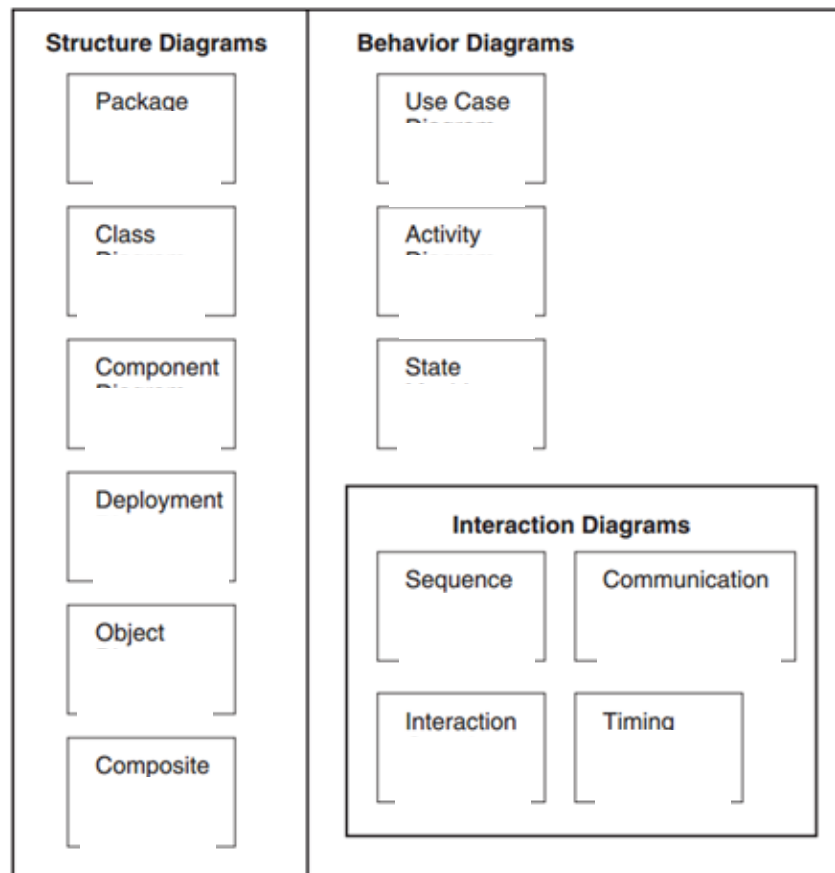 Structure Diagrams
Package
Class
Component
Deployment
Object
Composite
Behavior Diagrams
Use Case
Activity
State
Interaction Diagrams
Sequence
Communication
Interaction
Timing